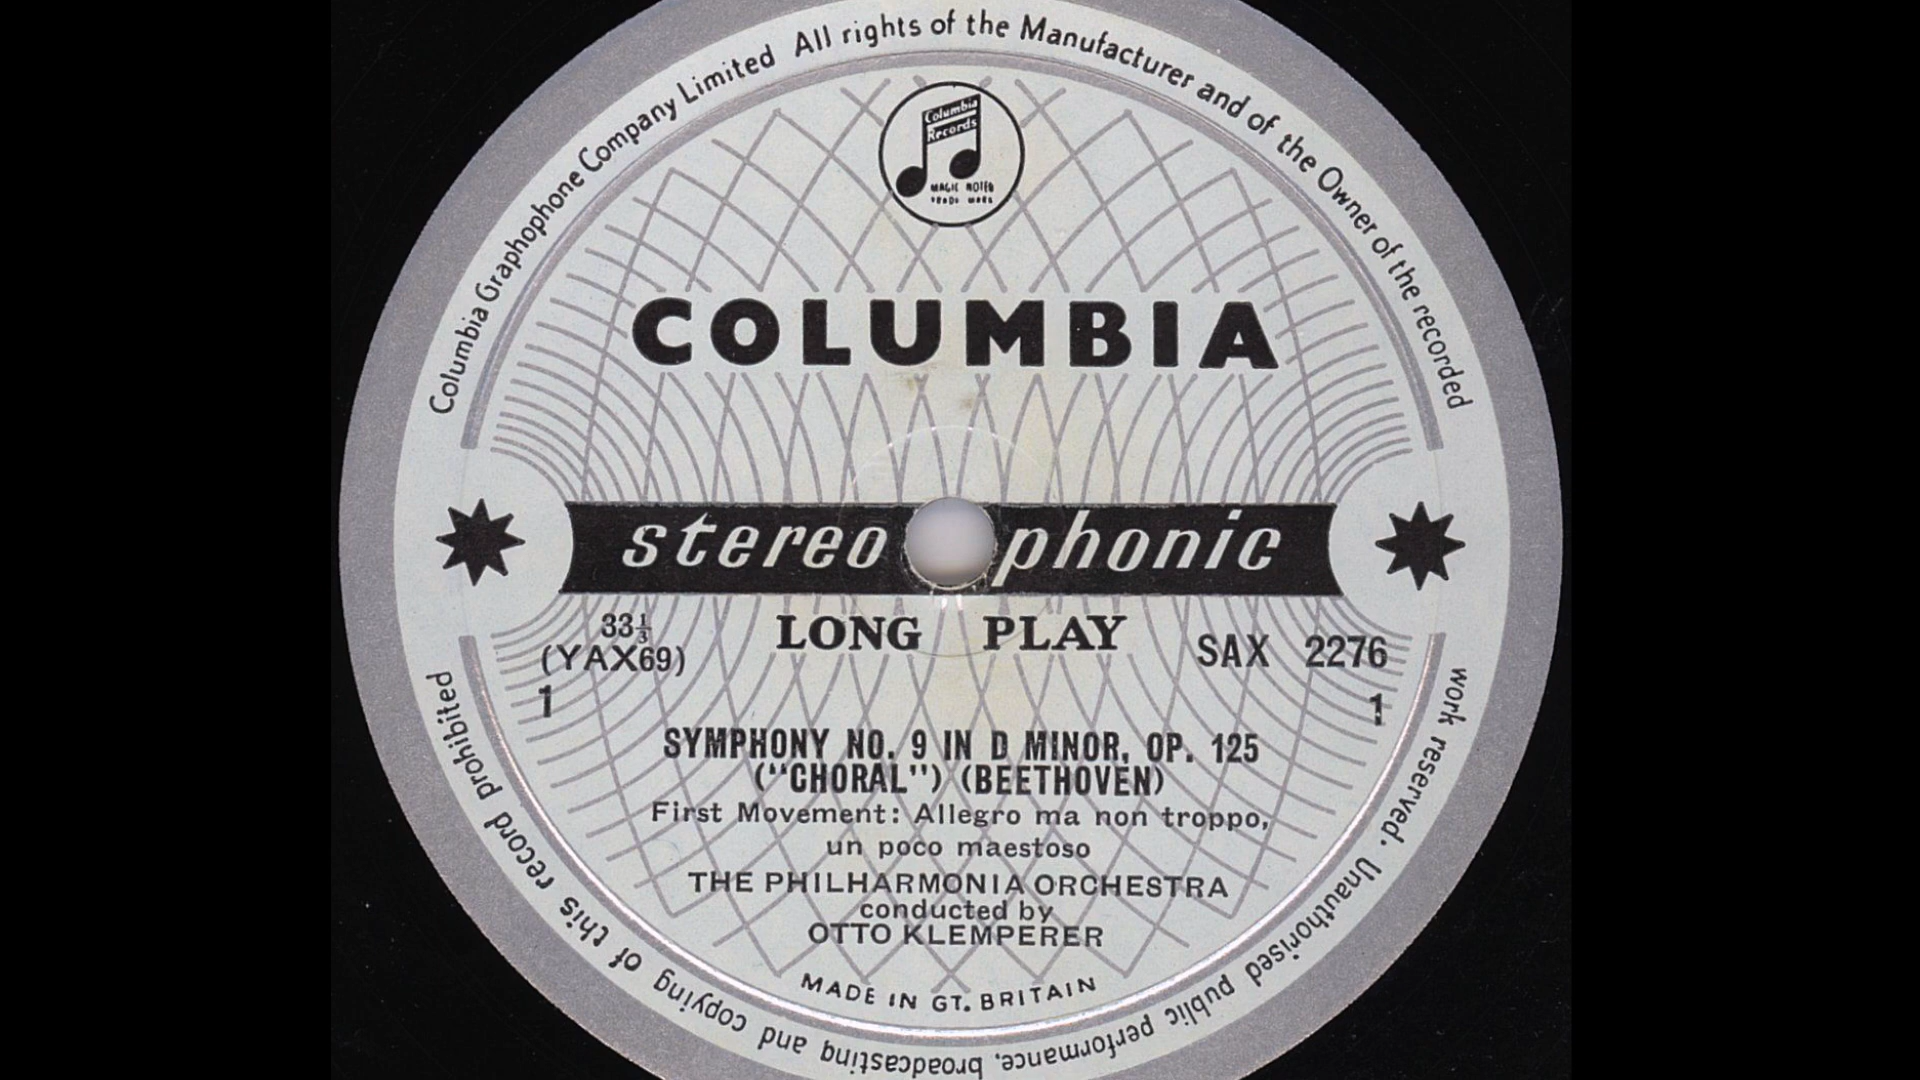 Columbia Graphophone Company Limited All rights of the Manufacturer and of the Owner of the recorded
work reserved. Unauthorised public performance, broadcasting and copying of this record prohibited
Columbia
Records
MAGIC NOTES
TRADE MARK
COLUMBIA
stereophonic
LONG PLAY
33⅓
(YAX69)
1
SAX 2276
1
SYMPHONY NO. 9 IN D MINOR, OP. 125
("CHORAL") (BEETHOVEN)
First Movement: Allegro ma non troppo,
un poco maestoso
THE PHILHARMONIA ORCHESTRA
conducted by
OTTO KLEMPERER
MADE IN GT. BRITAIN